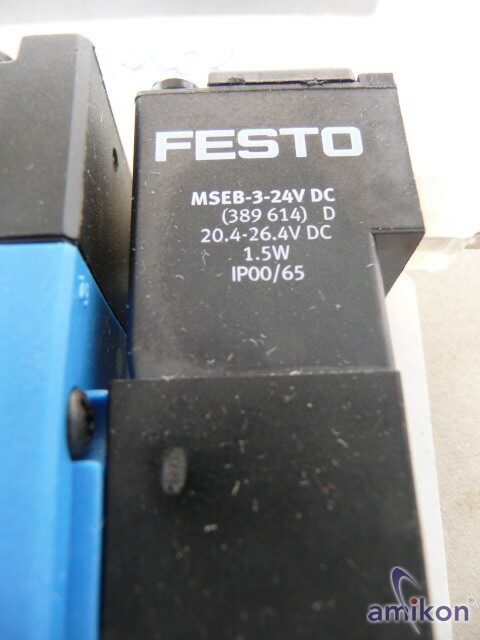 FESTO
MSEB-3-24V DC
(389 614) D
20.4-26.4V DC
1.5W
IP00/65
amikon